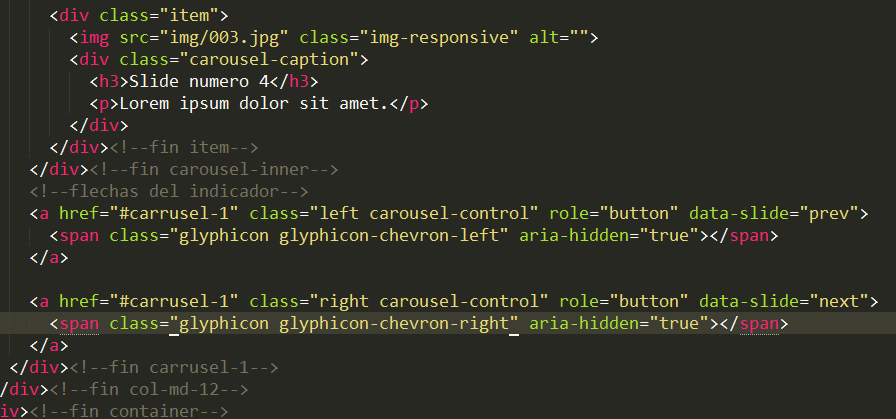 <div class="item">
<img src="img/003.jpg" class="img-responsive" alt="">
<div class="carousel-caption">
<h3>Slide numero 4</h3>
<p>Lorem ipsum dolor sit amet.</p>
</div>
</div><!--fin item-->
</div><!--fin carousel-inner-->
<!--flechas del indicador-->
<a href="#carrusel-1" class="left carousel-control" role="button" data-slide="prev">
<span class="glyphicon glyphicon-chevron-left" aria-hidden="true"></span>
</a>
<a href="#carrusel-1" class="right carousel-control" role="button" data-slide="next">
<span class="glyphicon glyphicon-chevron-right" aria-hidden="true"></span>
</a>
</div><!--fin carrusel-1-->
/div><!--fin col-md-12-->
iv><!--fin container-->